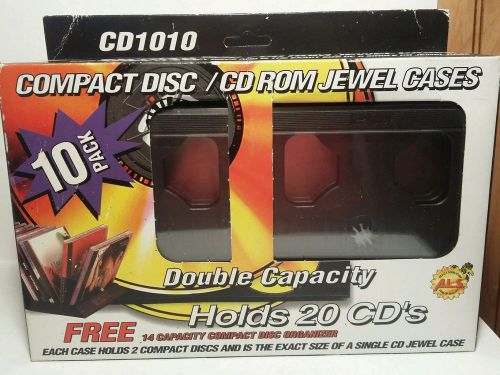 CD1010
COMPACT DISC / CD ROM JEWEL CASES
10
PACK
Double Capacity
Holds 20 CD's
ALS
FREE 14 CAPACITY COMPACT DISC ORGANIZER
EACH CASE HOLDS 2 COMPACT DISCS AND IS THE EXACT SIZE OF A SINGLE CD JEWEL CASE